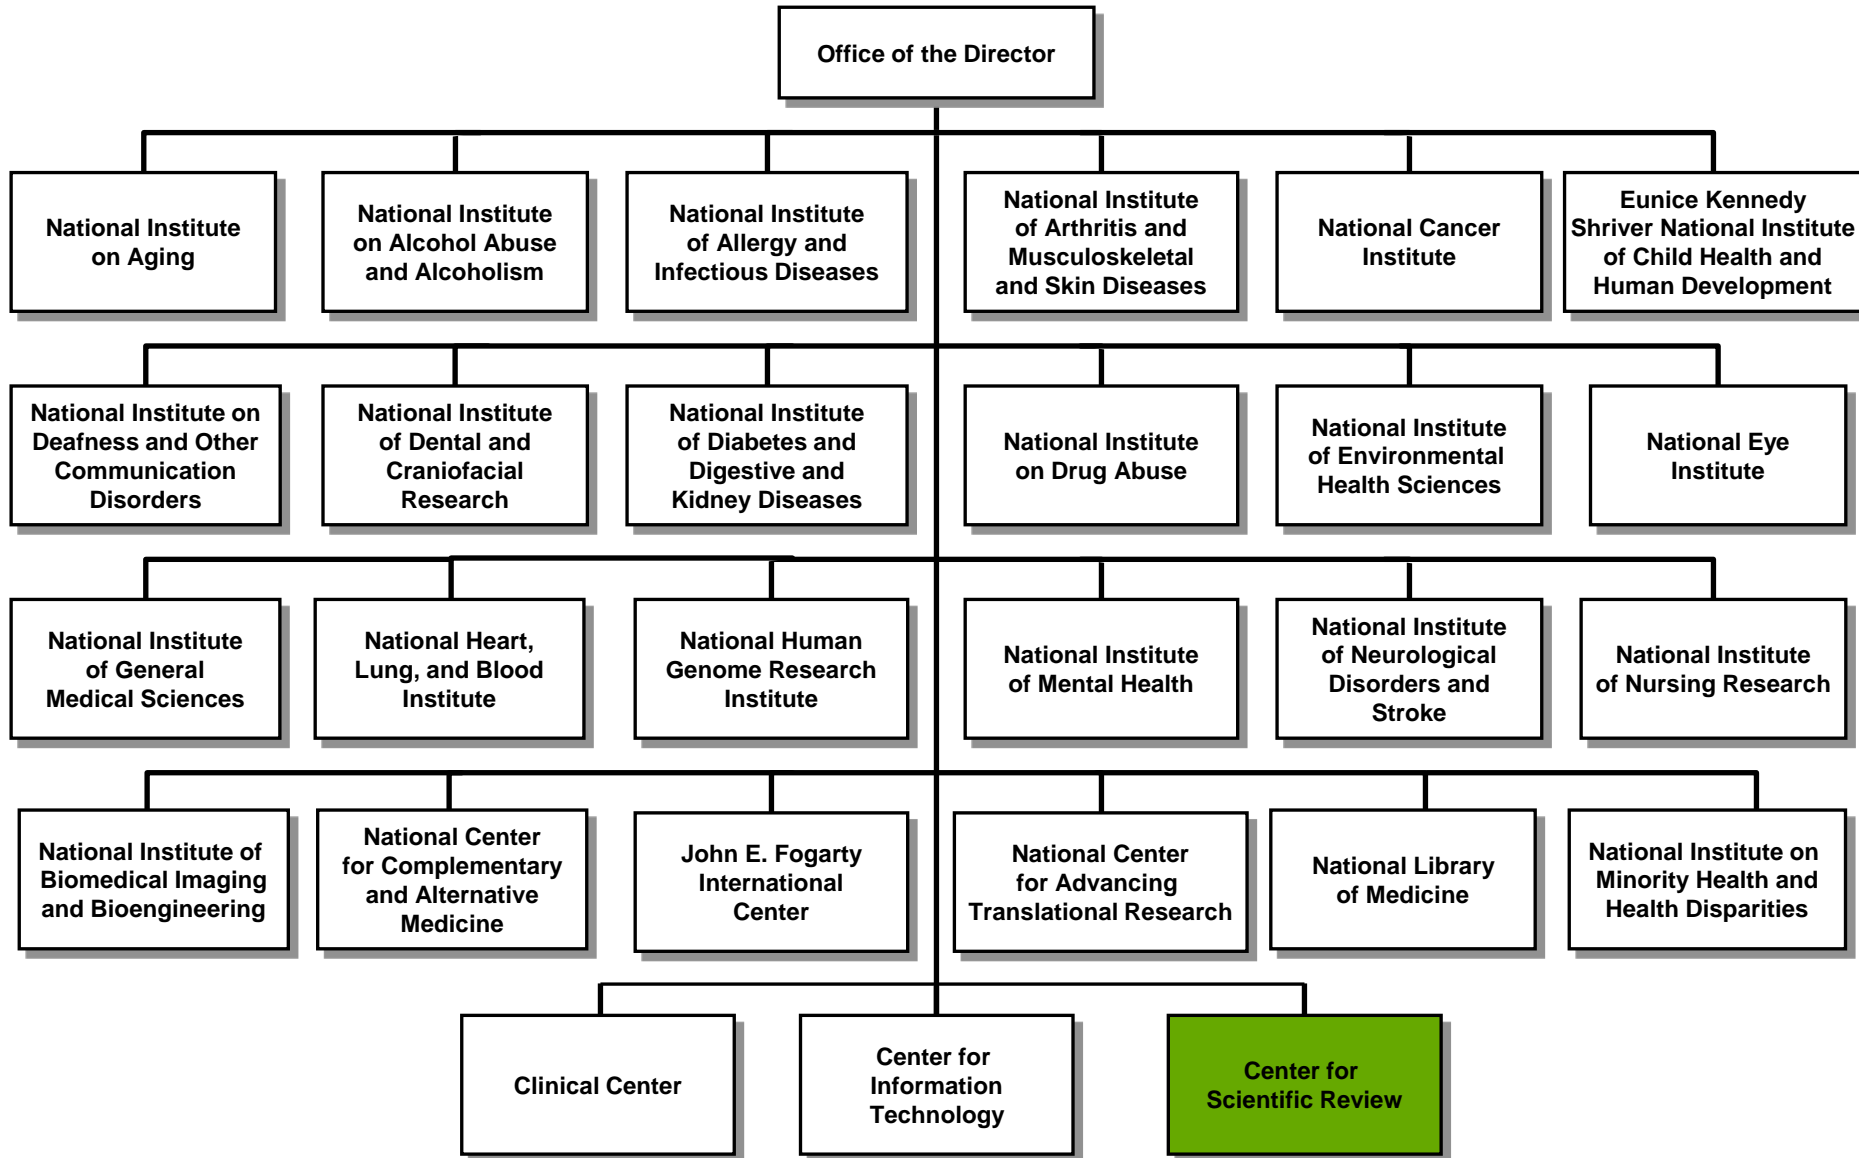 Office of the Director
National Institute
on Aging
National Institute
on Alcohol Abuse
and Alcoholism
National Institute
of Allergy and
Infectious Diseases
National Institute
of Arthritis and
Musculoskeletal
and Skin Diseases
National Cancer
Institute
Eunice Kennedy
Shriver National Institute
of Child Health and
Human Development
National Institute on
Deafness and Other
Communication
Disorders
National Institute
of Dental and
Craniofacial
Research
National Institute
of Diabetes and
Digestive and
Kidney Diseases
National Institute
on Drug Abuse
National Institute
of Environmental
Health Sciences
National Eye
Institute
National Institute
of General
Medical Sciences
National Heart,
Lung, and Blood
Institute
National Human
Genome Research
Institute
National Institute
of Mental Health
National Institute
of Neurological
Disorders and
Stroke
National Institute
of Nursing Research
National Institute of
Biomedical Imaging
and Bioengineering
National Center
for Complementary
and Alternative
Medicine
John E. Fogarty
International
Center
National Center
for Advancing
Translational Research
National Library
of Medicine
National Institute on
Minority Health and
Health Disparities
Clinical Center
Center for
Information
Technology
Center for
Scientific Review